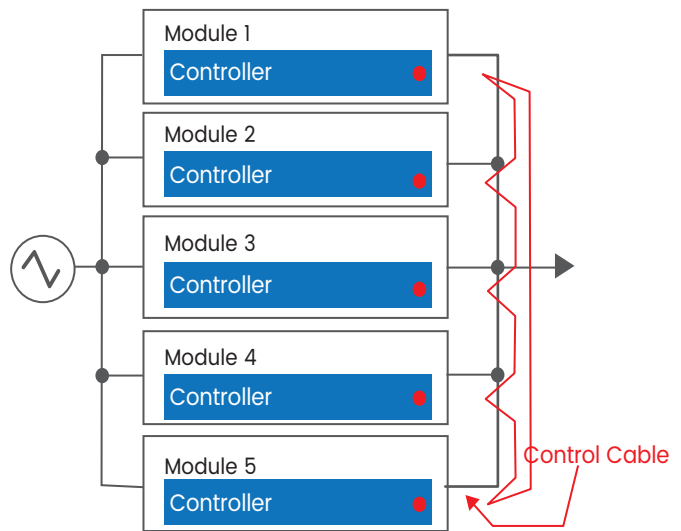 Module 1
Controller
Module 2
Controller
Module 3
Controller
Module 4
Controller
Module 5
Controller
Control Cable